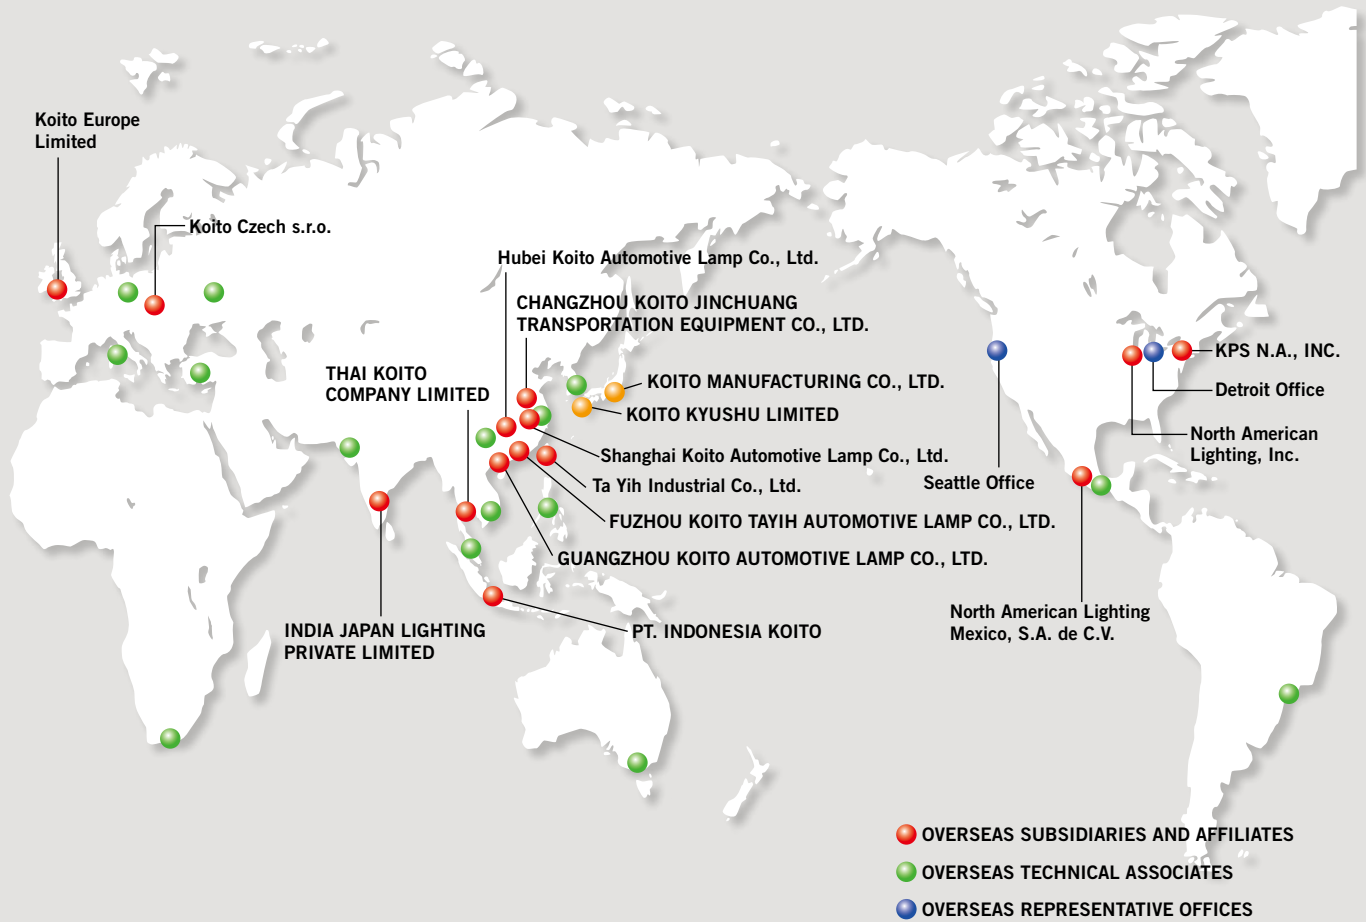 Koito Europe
Limited
Koito Czech s.r.o.
Hubei Koito Automotive Lamp Co., Ltd.
CHANGZHOU KOITO JINCHUANG
TRANSPORTATION EQUIPMENT CO., LTD.
THAI KOITO
COMPANY LIMITED
KOITO MANUFACTURING CO., LTD.
KOITO KYUSHU LIMITED
Shanghai Koito Automotive Lamp Co., Ltd.
Ta Yih Industrial Co., Ltd.
FUZHOU KOITO TAYIH AUTOMOTIVE LAMP CO., LTD.
GUANGZHOU KOITO AUTOMOTIVE LAMP CO., LTD.
INDIA JAPAN LIGHTING
PRIVATE LIMITED
PT. INDONESIA KOITO
KPS N.A., INC.
Detroit Office
North American
Lighting, Inc.
Seattle Office
North American Lighting
Mexico, S.A. de C.V.
OVERSEAS SUBSIDIARIES AND AFFILIATES
OVERSEAS TECHNICAL ASSOCIATES
OVERSEAS REPRESENTATIVE OFFICES